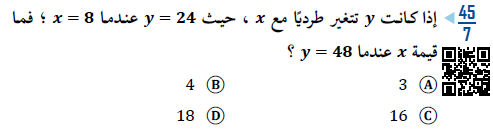 45/7 إذا كانت y تتغير طرديًا مع x ، حيث y = 24 عندما x = 8 ؛ فما
قيمة x عندما y = 48 ؟
A 3 B 4
C 16 D 18